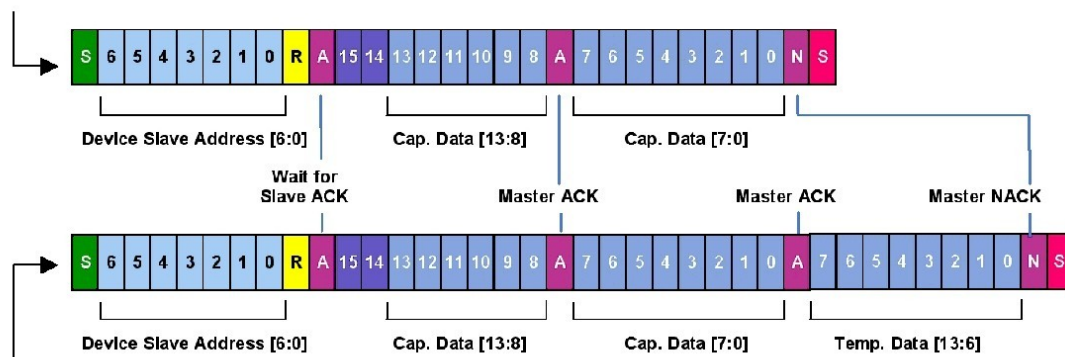 S 6 5 4 3 2 1 0 R A 15 14 13 12 11 10 9 8 A 7 6 5 4 3 2 1 0 N S
Device Slave Address [6:0] Cap. Data [13:8] Cap. Data [7:0]
Wait for
Slave ACK Master ACK Master ACK Master NACK
S 6 5 4 3 2 1 0 R A 15 14 13 12 11 10 9 8 A 7 6 5 4 3 2 1 0 A 7 6 5 4 3 2 1 0 N S
Device Slave Address [6:0] Cap. Data [13:8] Cap. Data [7:0] Temp. Data [13:6]